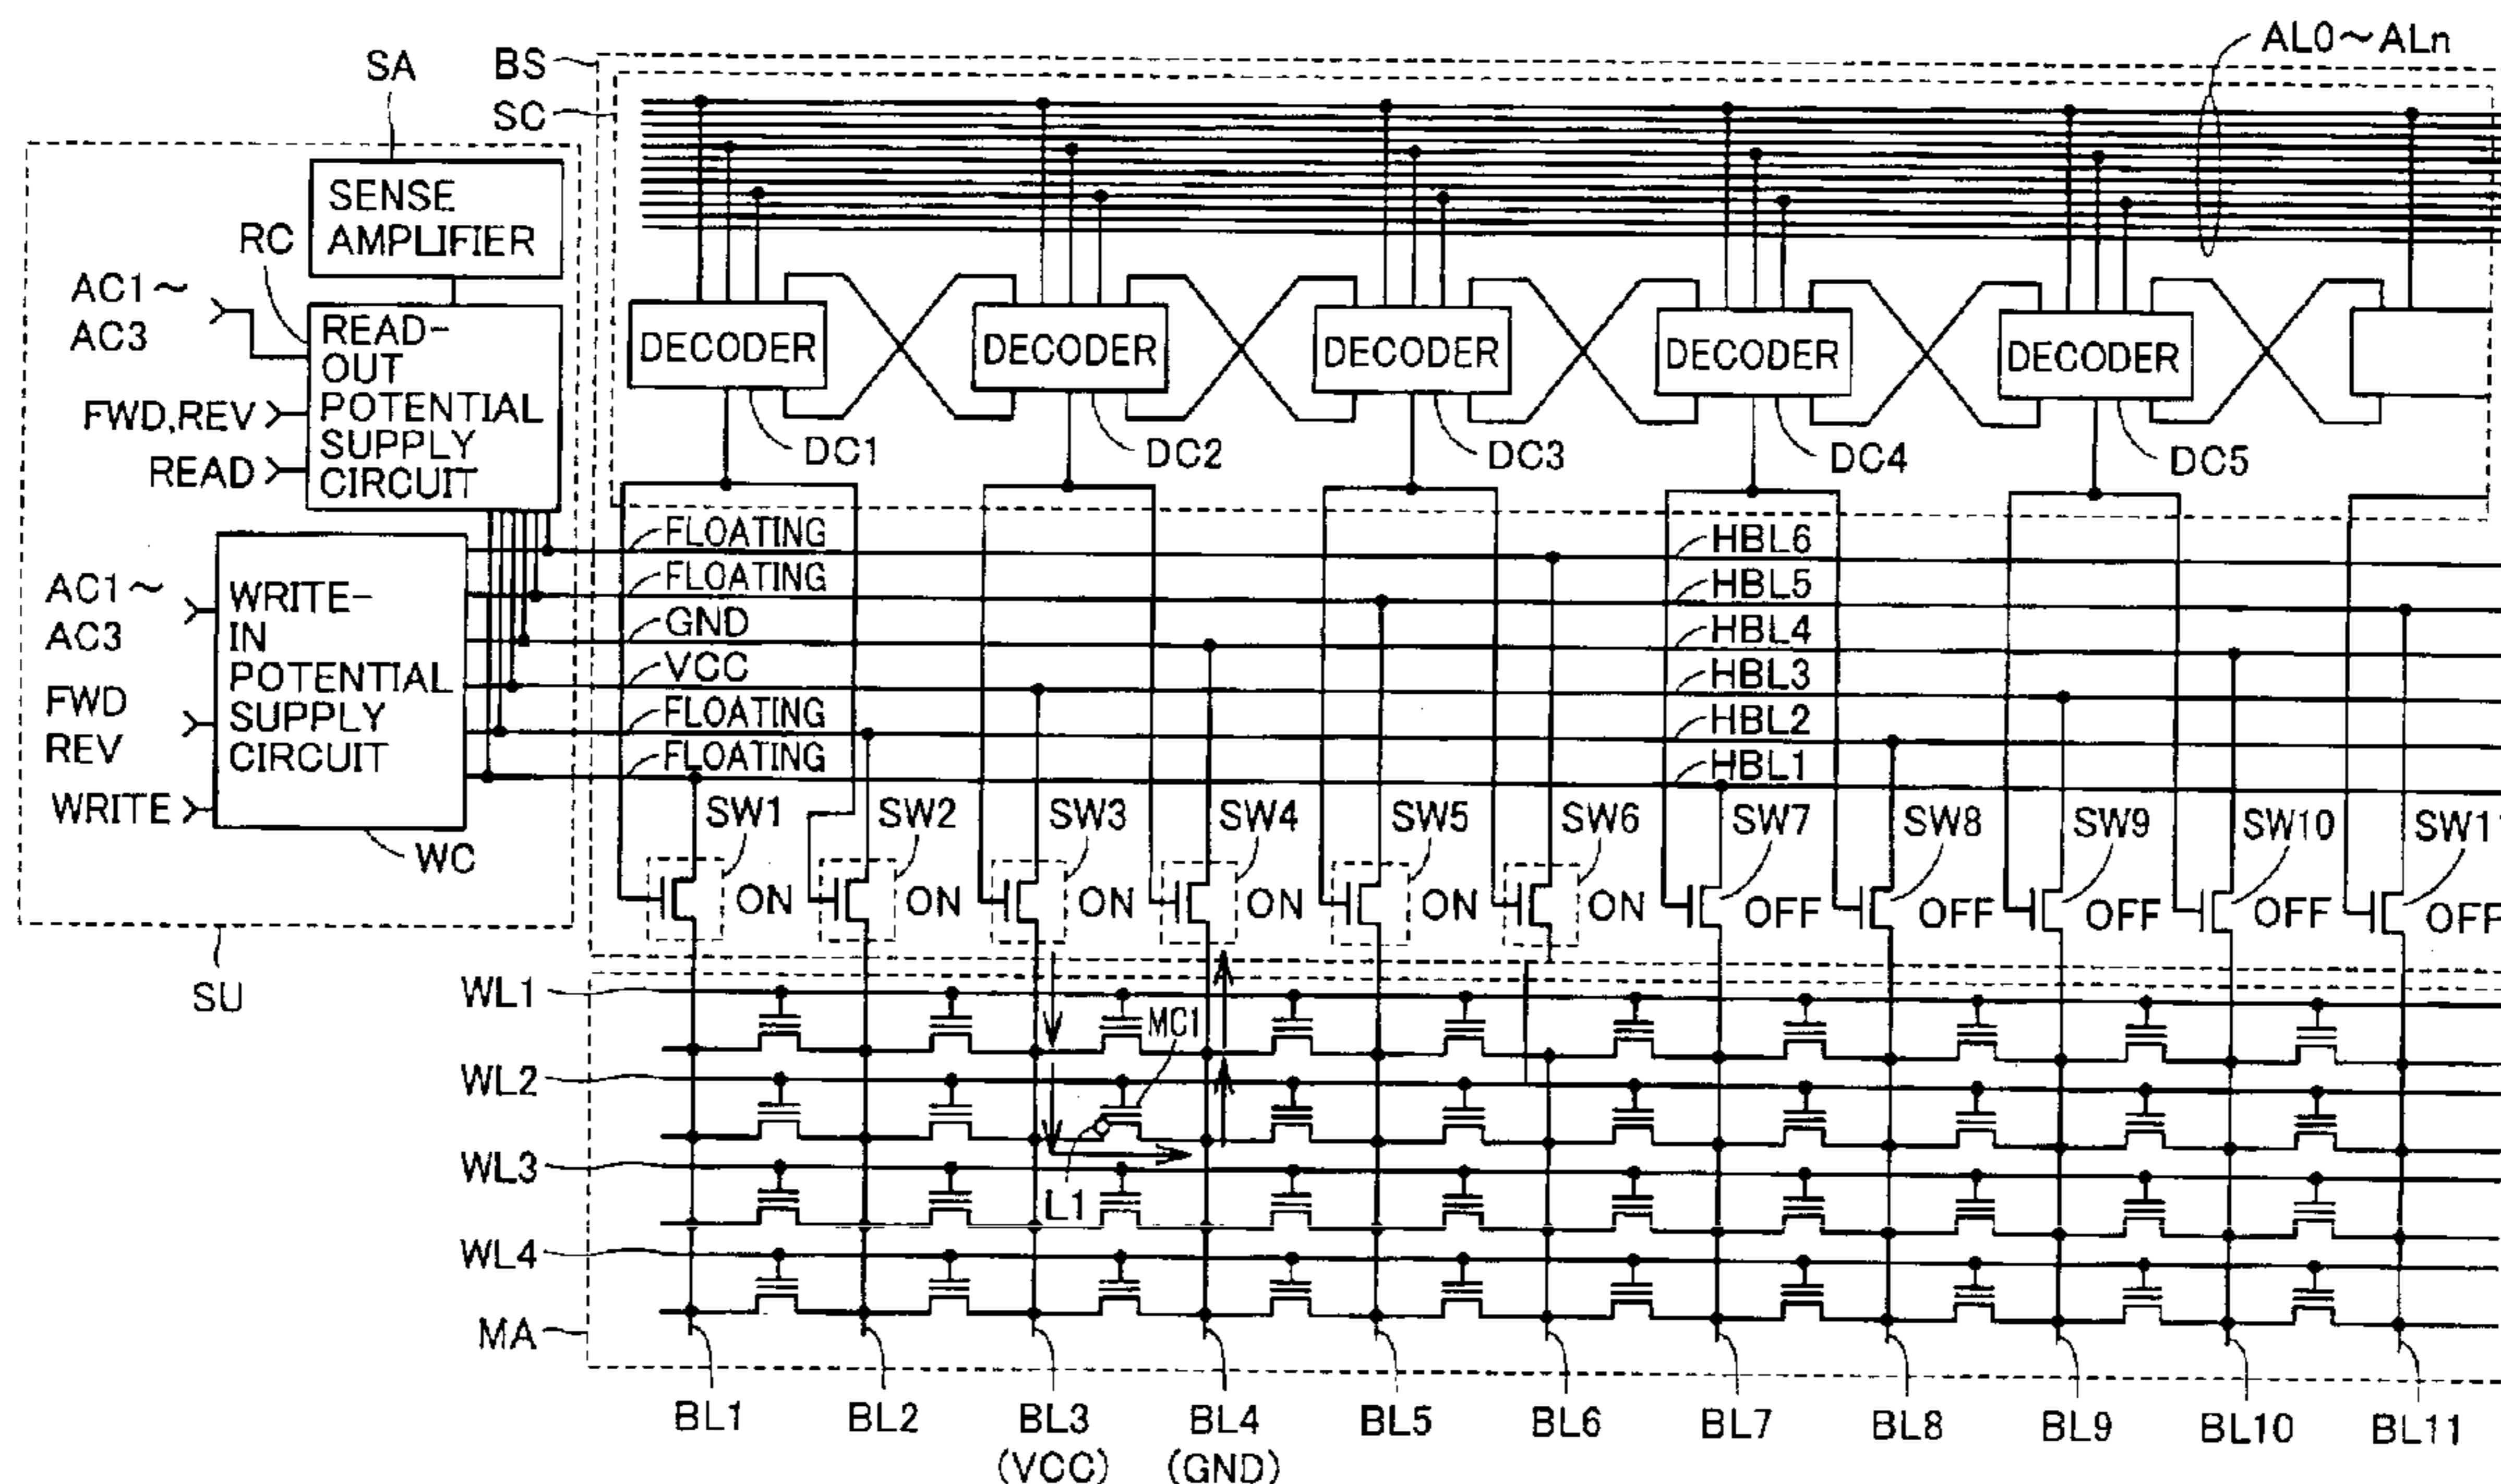 AL0~ALn
SA
BS
SC
SENSE
AMPLIFIER
RC
AC1~
AC3
READ-
OUT
POTENTIAL
SUPPLY
CIRCUIT
FWD,REV
READ
DECODER
DECODER
DECODER
DECODER
DECODER
DC1
DC2
DC3
DC4
DC5
FLOATING
HBL6
FLOATING
HBL5
GND
HBL4
VCC
HBL3
FLOATING
HBL2
FLOATING
HBL1
AC1~
AC3
FWD
REV
WRITE
WRITE-
IN
POTENTIAL
SUPPLY
CIRCUIT
WC
SU
SW1 SW2 SW3 SW4 SW5 SW6 SW7 SW8 SW9 SW10 SW11
ON ON ON ON ON ON OFF OFF OFF OFF OFF
WL1
MC1
WL2
WL3
L1
WL4
MA
BL1 BL2 BL3 BL4 BL5 BL6 BL7 BL8 BL9 BL10 BL11
(VCC) (GND)